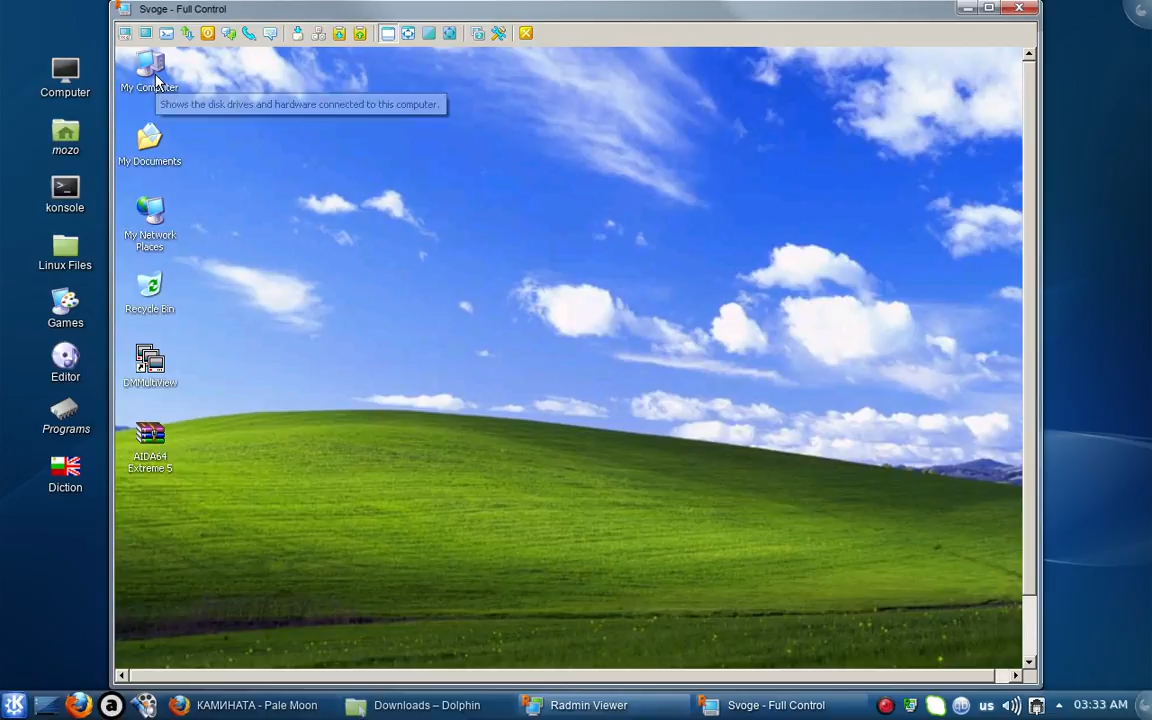 Svoge - Full Control
Computer
mozo
konsole
Linux Files
Games
Editor
Programs
Diction
My Computer
Shows the disk drives and hardware connected to this computer.
My Documents
My Network
Places
Recycle Bin
DMMultiView
AIDA64
Extreme 5
КАМИНАТА - Pale Moon
Downloads – Dolphin
Radmin Viewer
Svoge - Full Control
us
03:33 AM